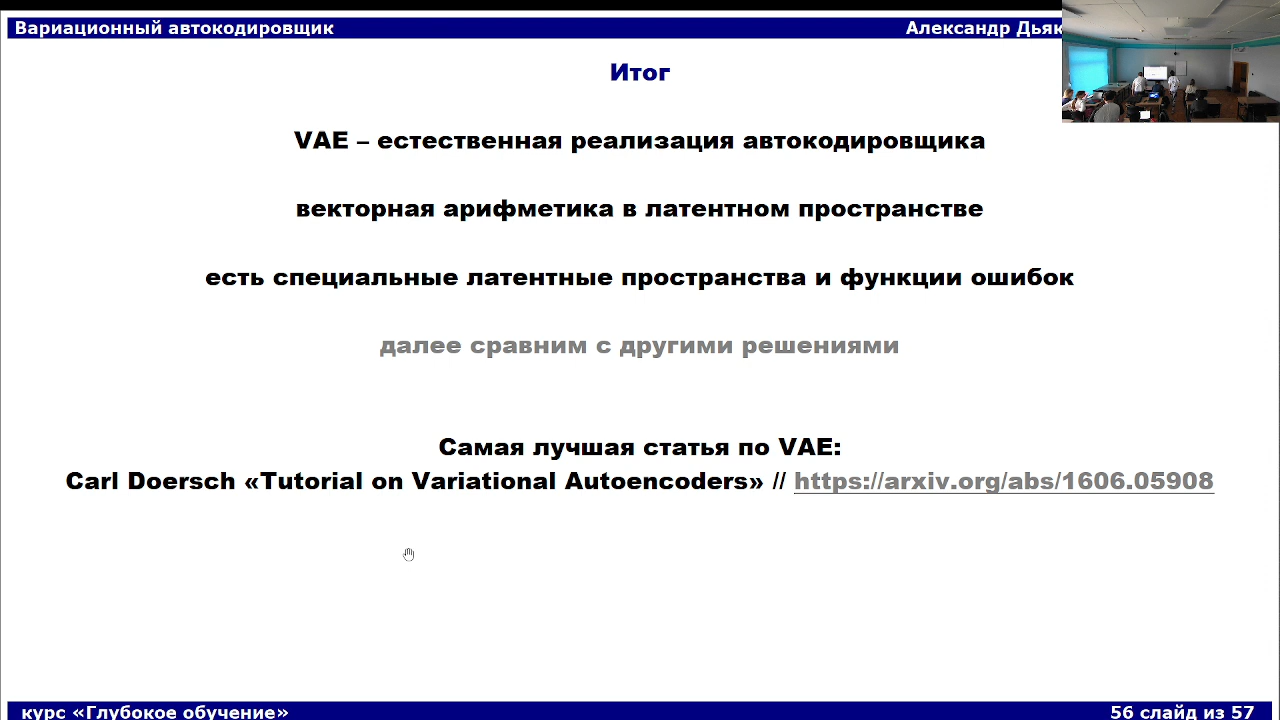 Вариационный автокодировщик
Александр Дьяк
Итог
VAE – естественная реализация автокодировщика
векторная арифметика в латентном пространстве
есть специальные латентные пространства и функции ошибок
далее сравним с другими решениями
Самая лучшая статья по VAE:
Carl Doersch «Tutorial on Variational Autoencoders» // https://arxiv.org/abs/1606.05908
курс «Глубокое обучение»
56 слайд из 57